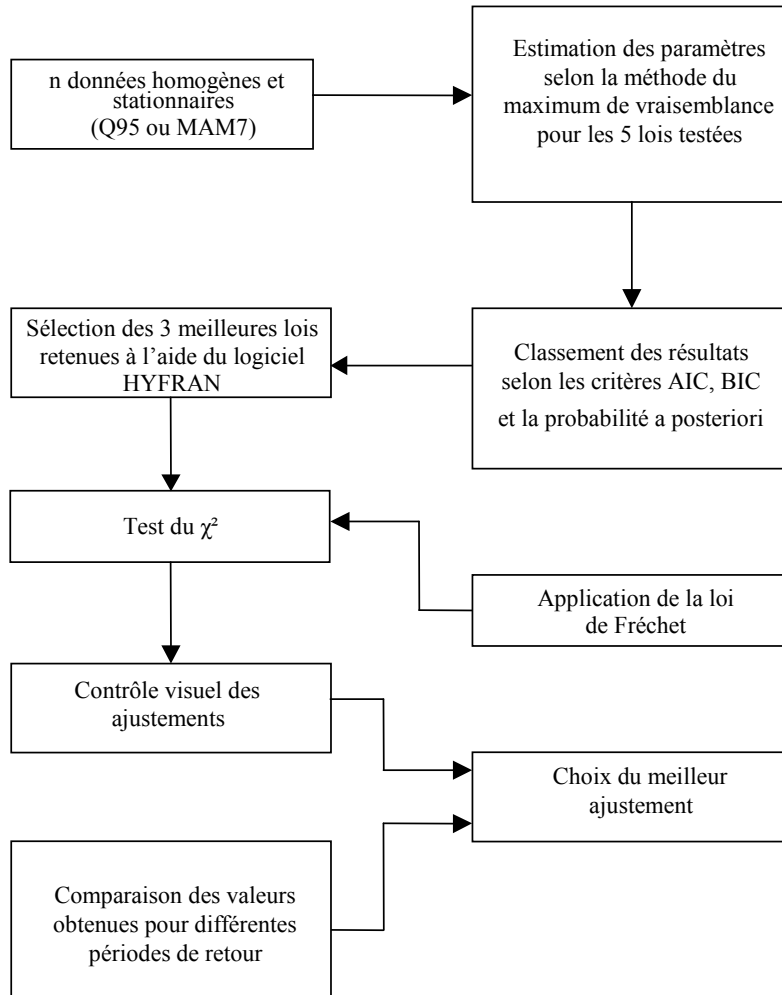 n données homogènes et
stationnaires
(Q95 ou MAM7)
Estimation des paramètres
selon la méthode du
maximum de vraisemblance
pour les 5 lois testées
Classement des résultats
selon les critères AIC, BIC
et la probabilité a posteriori
Sélection des 3 meilleures lois
retenues à l’aide du logiciel
HYFRAN
Test du χ²
Application de la loi
de Fréchet
Contrôle visuel des
ajustements
Choix du meilleur
ajustement
Comparaison des valeurs
obtenues pour différentes
périodes de retour